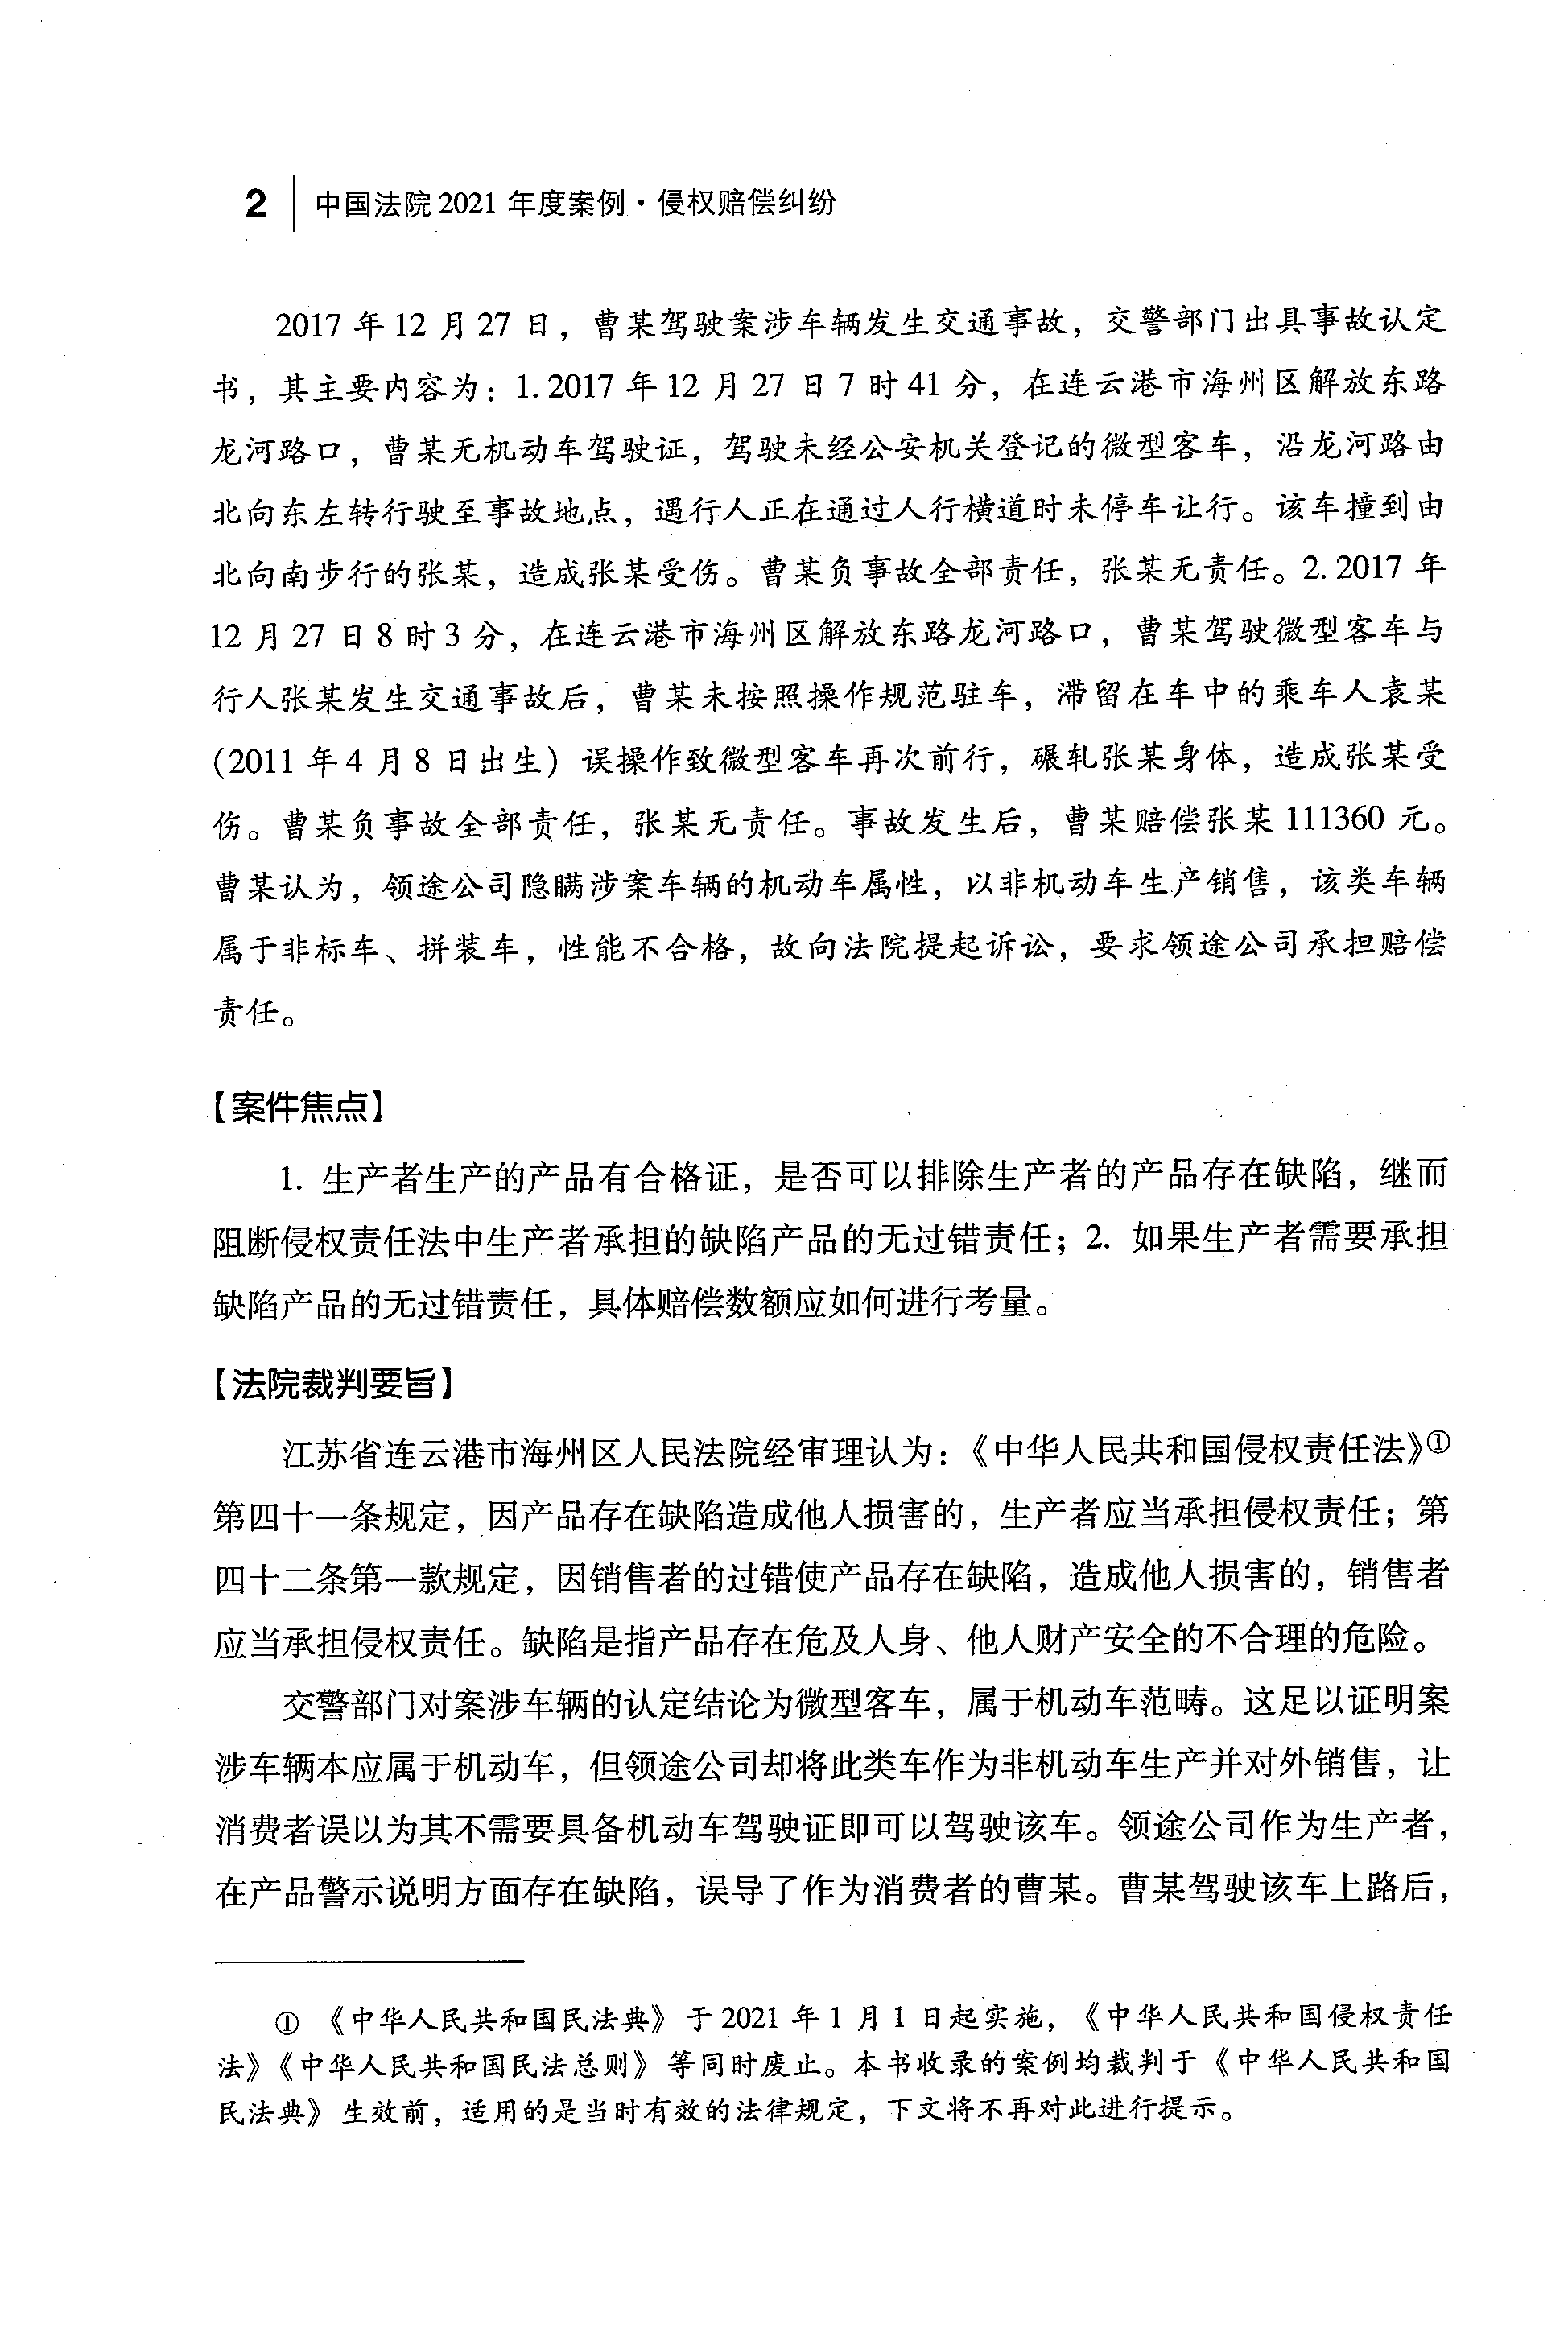 2 中国法院2021年度案例·侵权赔偿纠纷
2017年12月27日，曹某驾驶案涉车辆发生交通事故，交警部门出具事故认定
书，其主要内容为：1.2017年12月27日7时41分，在连云港市海州区解放东路
龙河路口，曹某无机动车驾驶证，驾驶未经公安机关登记的微型客车，沿龙河路由
北向东左转行驶至事故地点，遇行人正在通过人行横道时未停车让行。该车撞到由
北向南步行的张某，造成张某受伤。曹某负事故全部责任，张某无责任。2.2017年
12月27日8时3分，在连云港市海州区解放东路龙河路口，曹某驾驶微型客车与
行人张某发生交通事故后，曹某未按照操作规范驻车，滞留在车中的乘车人袁某
(2011年4月8日出生）误操作致微型客车再次前行，碾轧张某身体，造成张某受
伤。曹某负事故全部责任，张某无责任。事故发生后，曹某赔偿张某111360元。
曹某认为，领途公司隐瞒涉案车辆的机动车属性，以非机动车生产销售，该类车辆
属于非标车、拼装车，性能不合格，故向法院提起诉讼，要求领途公司承担赔偿
责任。
【案件焦点】
1. 生产者生产的产品有合格证，是否可以排除生产者的产品存在缺陷，继而
阻断侵权责任法中生产者承担的缺陷产品的无过错责任；2. 如果生产者需要承担
缺陷产品的无过错责任，具体赔偿数额应如何进行考量。
【法院裁判要旨】
江苏省连云港市海州区人民法院经审理认为：《中华人民共和国侵权责任法》①
第四十一条规定，因产品存在缺陷造成他人损害的，生产者应当承担侵权责任；第
四十二条第一款规定，因销售者的过错使产品存在缺陷，造成他人损害的，销售者
应当承担侵权责任。缺陷是指产品存在危及人身、他人财产安全的不合理的危险。
交警部门对案涉车辆的认定结论为微型客车，属于机动车范畴。这足以证明案
涉车辆本应属于机动车，但领途公司却将此类车作为非机动车生产并对外销售，让
消费者误以为其不需要具备机动车驾驶证即可以驾驶该车。领途公司作为生产者，
在产品警示说明方面存在缺陷，误导了作为消费者的曹某。曹某驾驶该车上路后，
① 《中华人民共和国民法典》于2021年1月1日起实施，《中华人民共和国侵权责任
法》《中华人民共和国民法总则》等同时废止。本书收录的案例均裁判于《中华人民共和国
民法典》生效前，适用的是当时有效的法律规定，下文将不再对此进行提示。